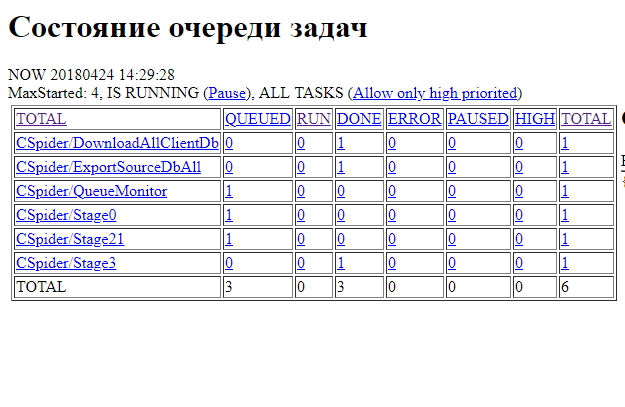 Состояние очереди задач
NOW 20180424 14:29:28
MaxStarted: 4, IS RUNNING (Pause), ALL TASKS (Allow only high priorited)
TOTAL QUEUED RUN DONE ERROR PAUSED HIGH TOTAL
CSpider/DownloadAllClientDb 0 0 1 0 0 0 1
CSpider/ExportSourceDbAll 0 0 1 0 0 0 1
CSpider/QueueMonitor 1 0 0 0 0 0 1
CSpider/Stage0 1 0 0 0 0 0 1
CSpider/Stage21 1 0 0 0 0 0 1
CSpider/Stage3 0 0 1 0 0 0 1
TOTAL 3 0 3 0 0 0 6